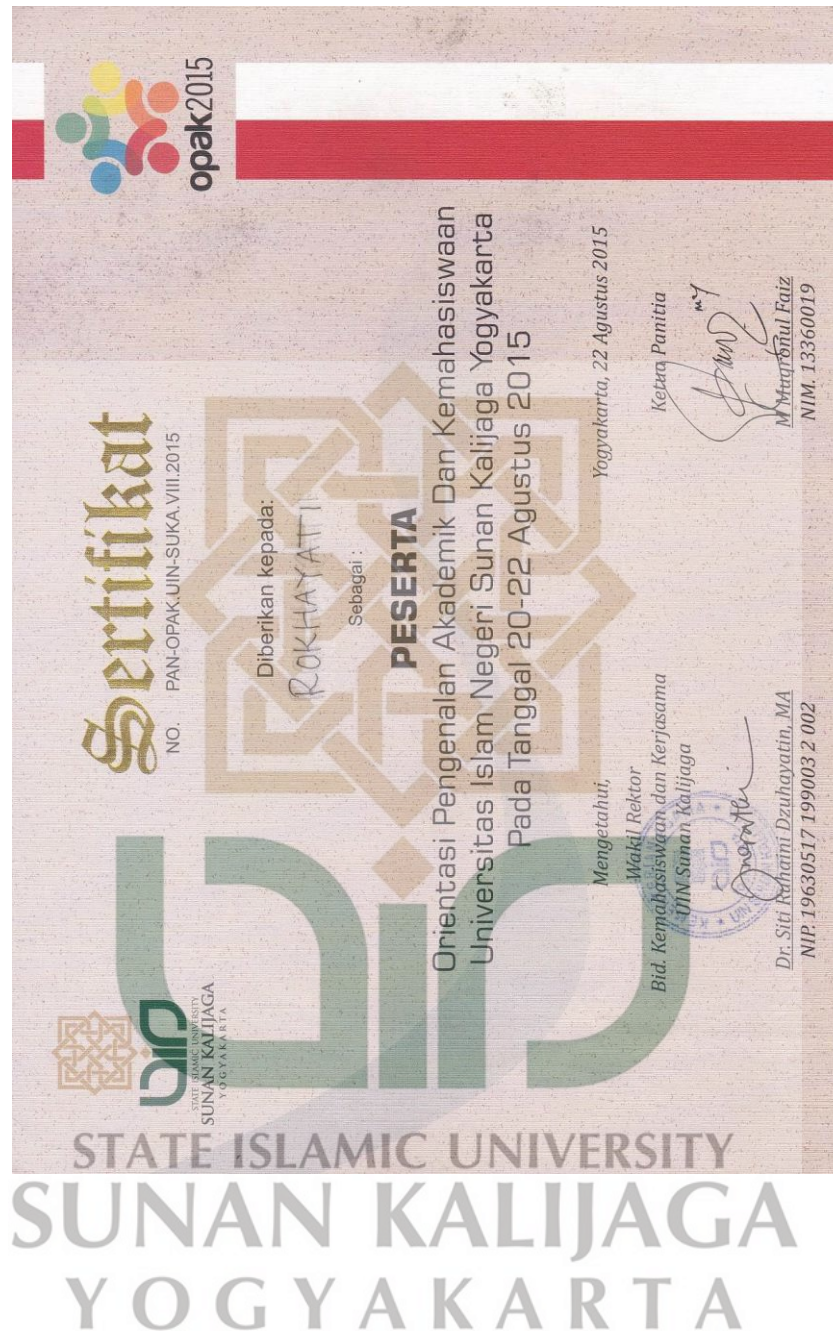 opak2015
STATE ISLAMIC UNIVERSITY
SUNAN KALIJAGA
YOGYAKARTA
Sertifikat
NO. PAN-OPAK.UIN-SUKA.VIII.2015
Diberikan kepada:
ROKHAYATI
Sebagai :
PESERTA
Orientasi Pengenalan Akademik Dan Kemahasiswaan
Universitas Islam Negeri Sunan Kalijaga Yogyakarta
Pada Tanggal 20-22 Agustus 2015
Yogyakarta, 22 Agustus 2015
Mengetahui,
Wakil Rektor
Bid. Kemahasiswaan dan Kerjasama
UIN Sunan Kalijaga
Dr. Siti Ruhaini Dzuhayatin, MA
NIP. 19630517 199003 2 002
Ketua Panitia
M Muqronul Faiz
NIM. 13360019
STATE ISLAMIC UNIVERSITY
SUNAN KALIJAGA
YOGYAKARTA